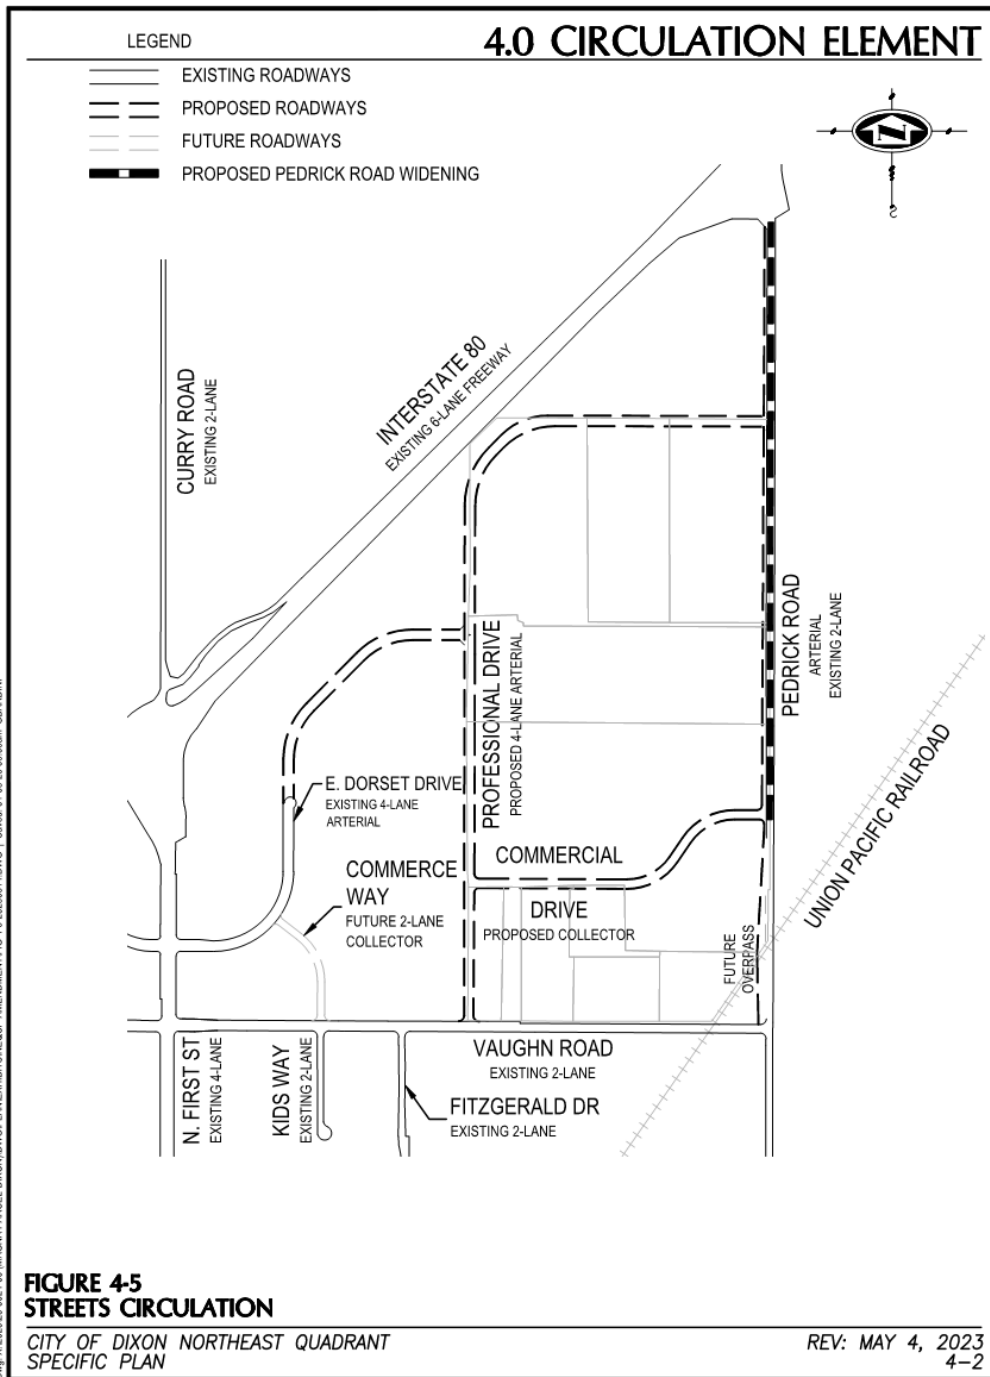 LEGEND
4.0 CIRCULATION ELEMENT
EXISTING ROADWAYS
PROPOSED ROADWAYS
FUTURE ROADWAYS
PROPOSED PEDRICK ROAD WIDENING
N
S
CURRY ROAD
EXISTING 2-LANE
INTERSTATE 80
EXISTING 6-LANE FREEWAY
PROFESSIONAL DRIVE
PROPOSED 4-LANE ARTERIAL
PEDRICK ROAD
ARTERIAL
EXISTING 2-LANE
UNION PACIFIC RAILROAD
E. DORSET DRIVE
EXISTING 4-LANE
ARTERIAL
COMMERCE
WAY
FUTURE 2-LANE
COLLECTOR
COMMERCIAL
DRIVE
PROPOSED COLLECTOR
FUTURE
OVERPASS
N. FIRST ST
EXISTING 4-LANE
KIDS WAY
EXISTING 2-LANE
VAUGHN ROAD
EXISTING 2-LANE
FITZGERALD DR
EXISTING 2-LANE
FIGURE 4-5
STREETS CIRCULATION
CITY OF DIXON NORTHEAST QUADRANT
SPECIFIC PLAN
REV: MAY 4, 2023
4-2